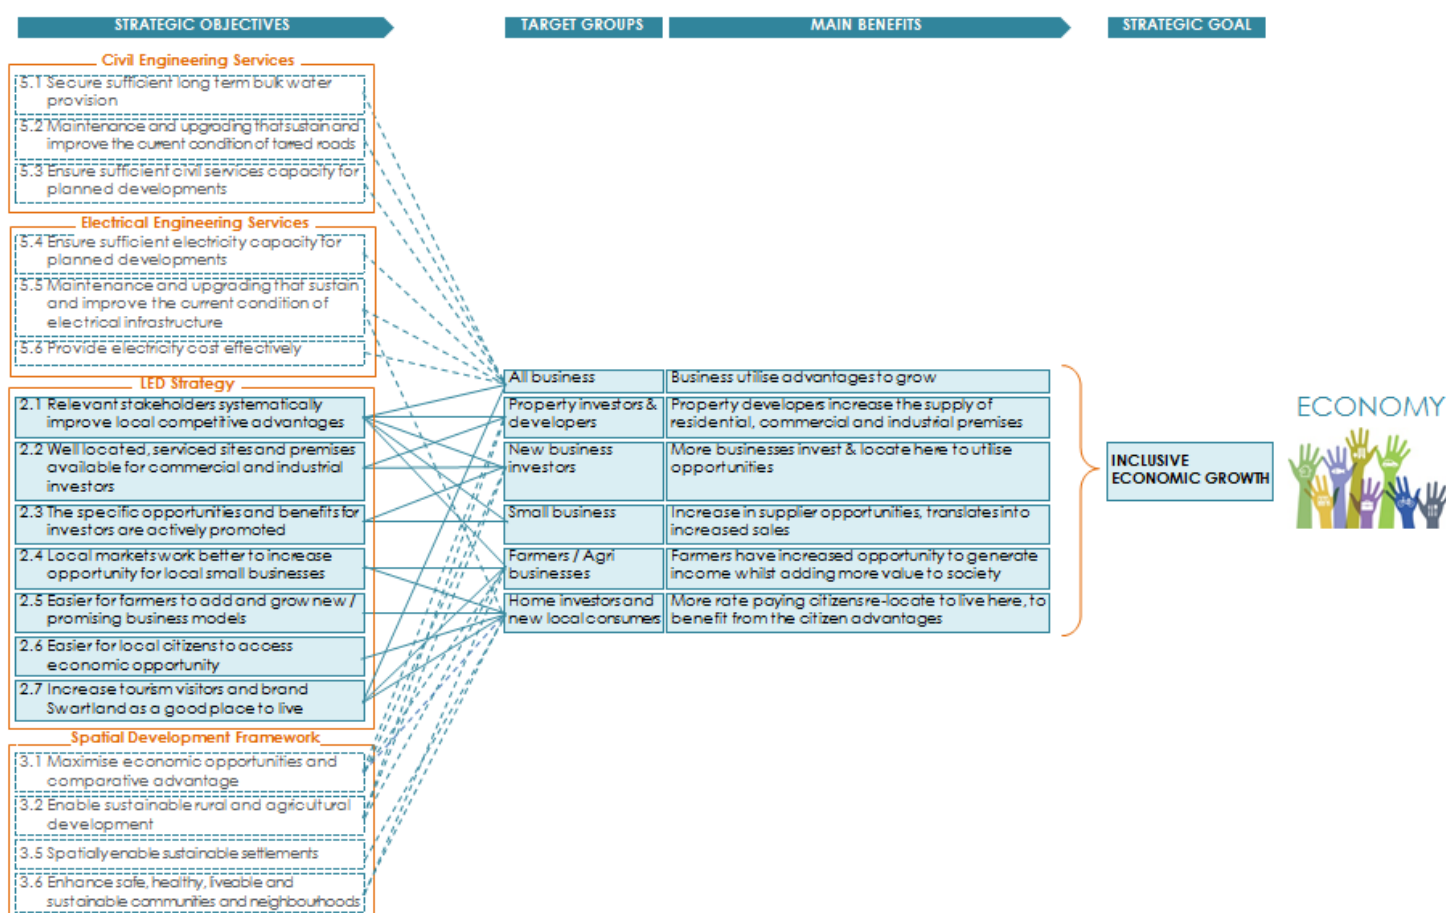 STRATEGIC OBJECTIVES
TARGET GROUPS
MAIN BENEFITS
STRATEGIC GOAL
Civil Engineering Services
5.1 Secure sufficient long term bulk water
provision
5.2 Maintenance and upgrading that sustain and
improve the current condition of tarred roads
5.3 Ensure sufficient civil services capacity for
planned developments
Electrical Engineering Services
5.4 Ensure sufficient electricity capacity for
planned developments
5.5 Maintenance and upgrading that sustain
and improve the current condition of
electrical infrastructure
5.6 Provide electricity cost effectively
LED Strategy
2.1 Relevant stakeholders systematically
improve local competitive advantages
2.2 Well located, serviced sites and premises
available for commercial and industrial
investors
2.3 The specific opportunities and benefits for
investors are actively promoted
2.4 Local markets work better to increase
opportunity for local small businesses
2.5 Easier for farmers to add and grow new /
promising business models
2.6 Easier for local citizens to access
economic opportunity
2.7 Increase tourism visitors and brand
Swartland as a good place to live
Spatial Development Framework
3.1 Maximise economic opportunities and
comparative advantage
3.2 Enable sustainable rural and agricultural
development
3.5 Spatially enable sustainable settlements
3.6 Enhance safe, healthy, liveable and
sustainable communities and neighbourhoods
All business
Business utilise advantages to grow
Property investors &
developers
Property developers increase the supply of
residential, commercial and industrial premises
New business
investors
More businesses invest & locate here to utilise
opportunities
Small business
Increase in supplier opportunities, translates into
increased sales
Farmers / Agri
businesses
Farmers have increased opportunity to generate
income whilst adding more value to society
Home investors and
new local consumers
More rate paying citizens re-locate to live here, to
benefit from the citizen advantages
INCLUSIVE
ECONOMIC GROWTH
ECONOMY